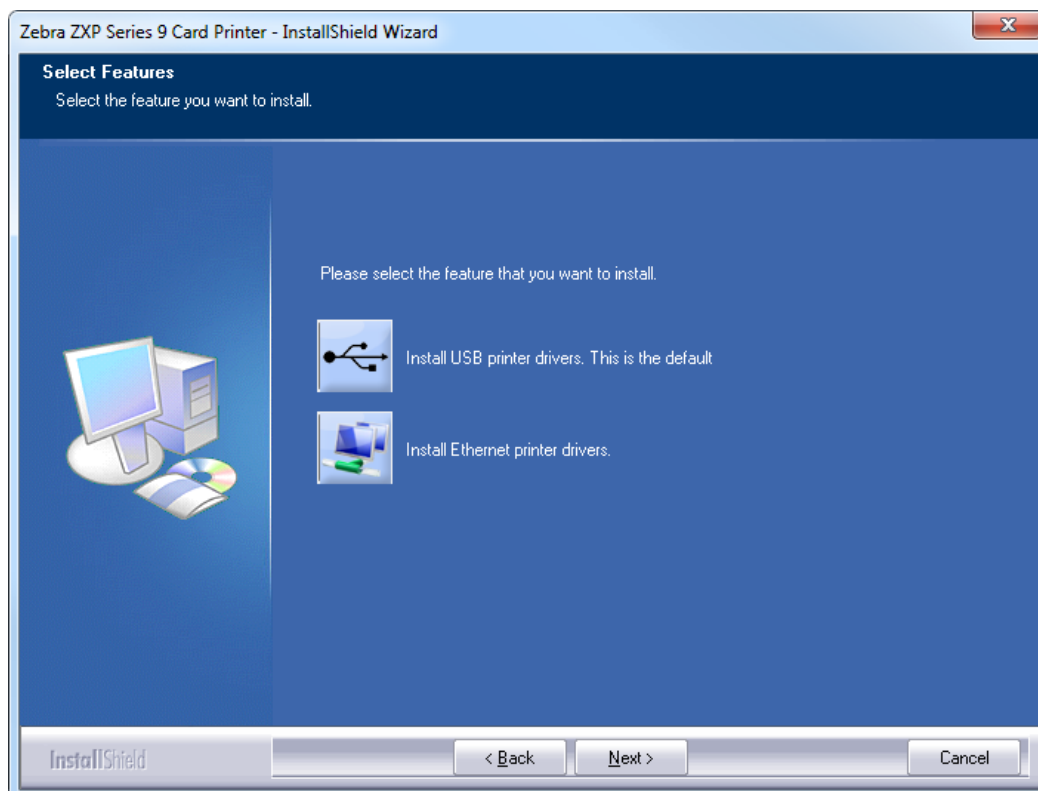 Zebra ZXP Series 9 Card Printer - InstallShield Wizard
Select Features
Select the feature you want to install.
Please select the feature that you want to install.
Install USB printer drivers. This is the default
Install Ethernet printer drivers.
InstallShield
< Back
Next >
Cancel